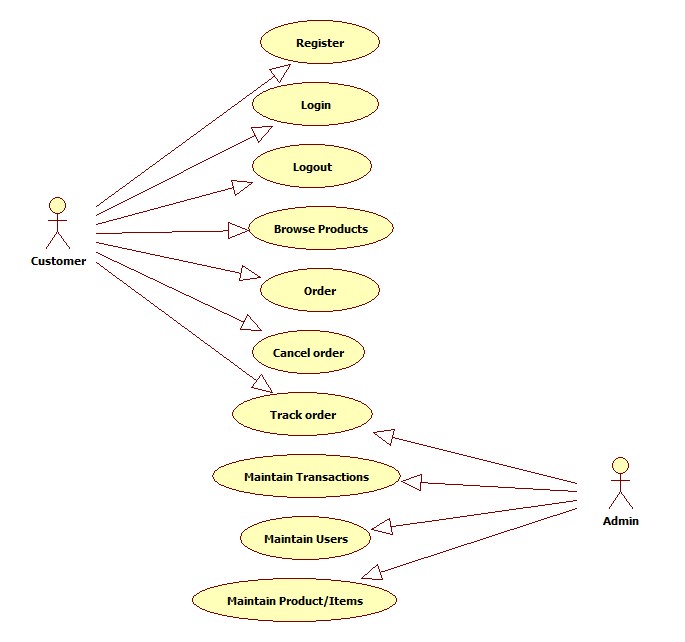 Register
Login
Logout
Browse Products
Customer
Order
Cancel order
Track order
Maintain Transactions
Admin
Maintain Users
Maintain Product/Items